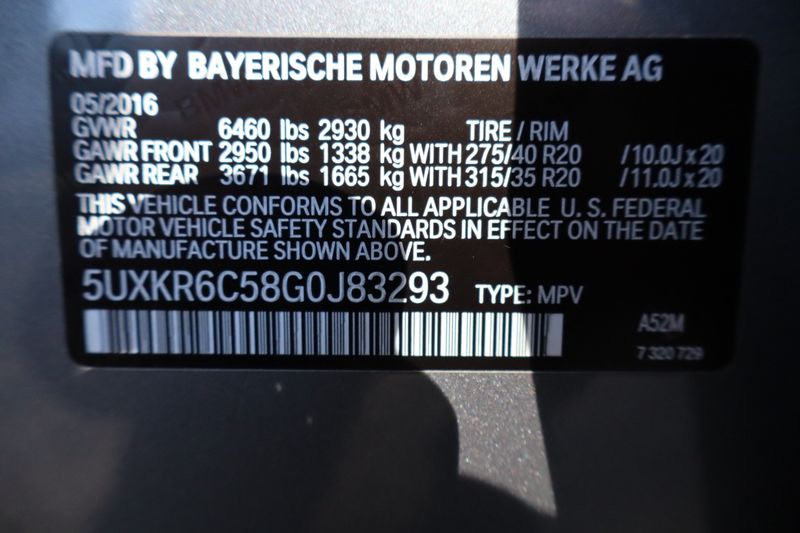 MFD BY BAYERISCHE MOTOREN WERKE AG
05/2016
GVWR 6460 lbs 2930 kg TIRE / RIM
GAWR FRONT 2950 lbs 1338 kg WITH 275/40 R20 /10.0J x 20
GAWR REAR 3671 lbs 1665 kg WITH 315/35 R20 /11.0J x 20
THIS VEHICLE CONFORMS TO ALL APPLICABLE U. S. FEDERAL
MOTOR VEHICLE SAFETY STANDARDS IN EFFECT ON THE DATE
OF MANUFACTURE SHOWN ABOVE.
5UXKR6C58G0J83293 TYPE: MPV
A52M
7 320 729